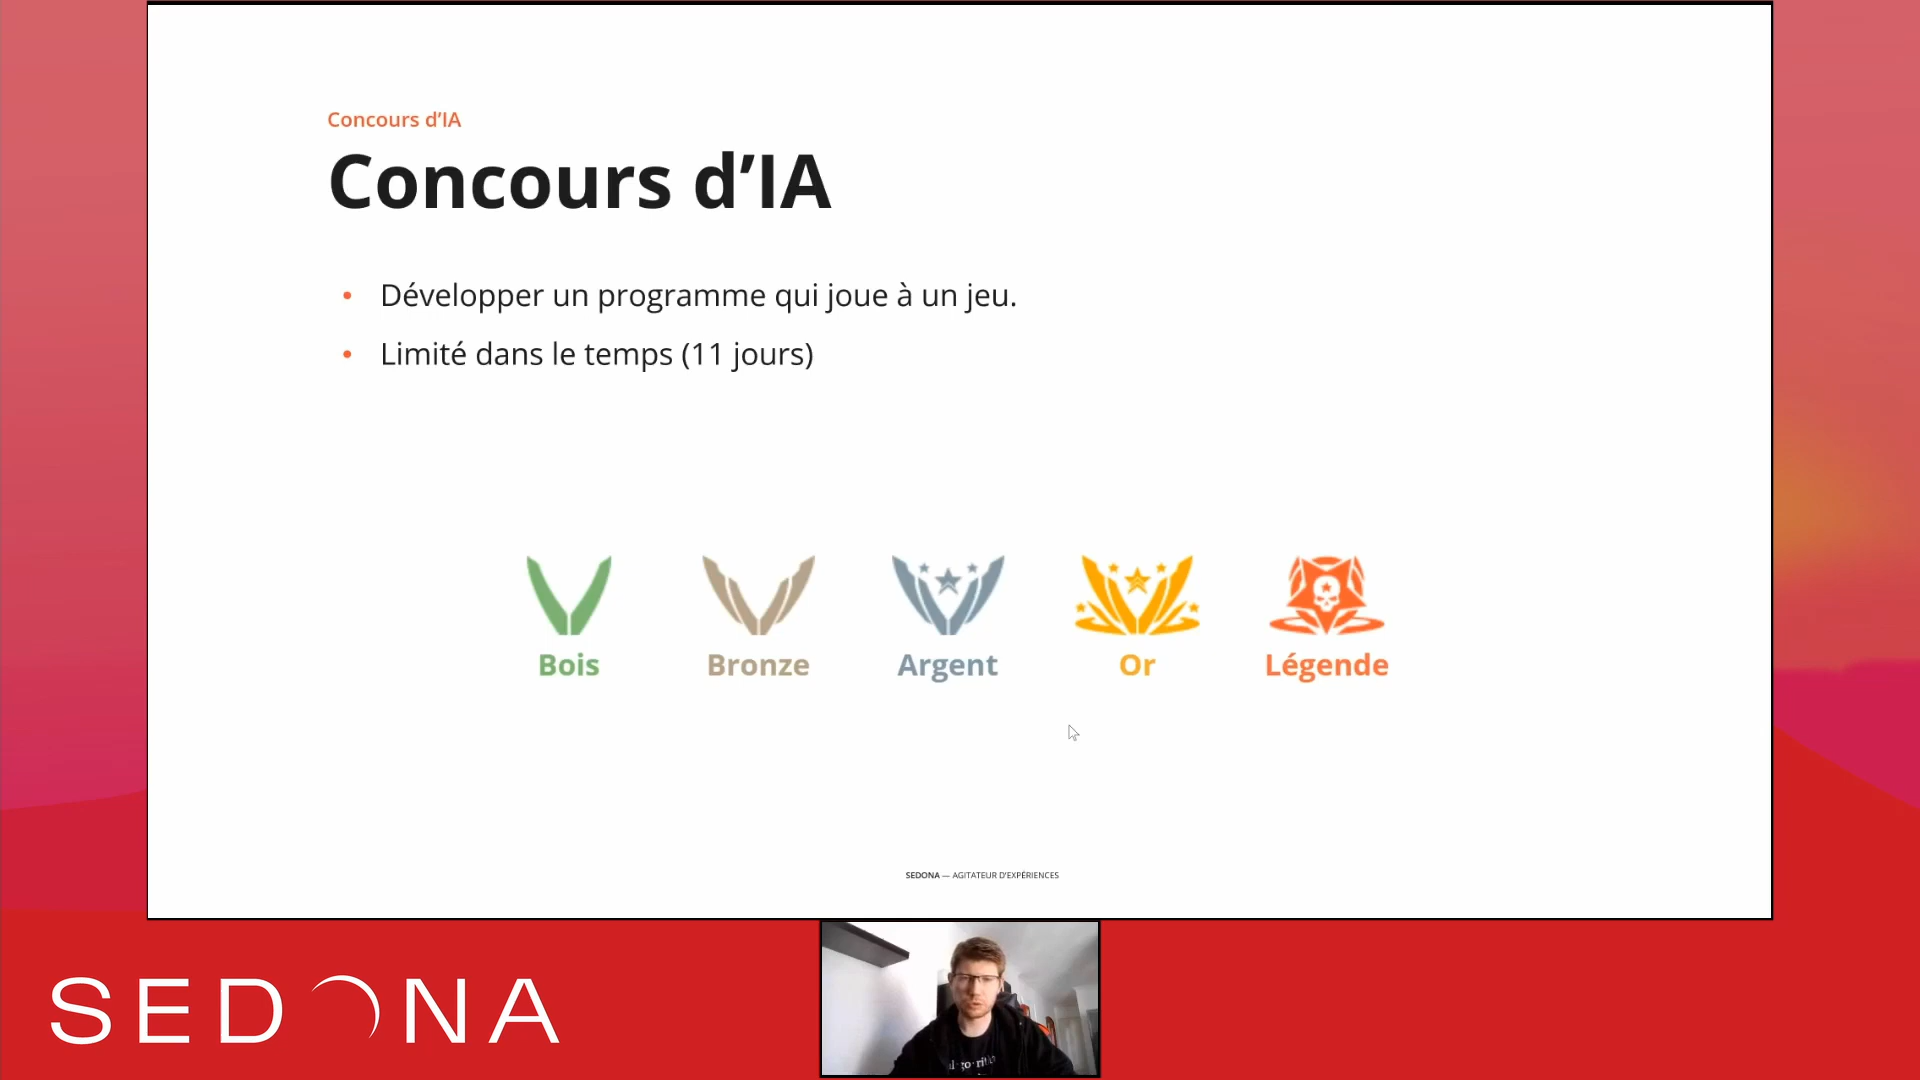 Concours d’IA
Concours d’IA
• Développer un programme qui joue à un jeu.
• Limité dans le temps (11 jours)
Bois Bronze Argent Or Légende
SEDONA — AGITATEUR D'EXPÉRIENCES
SEDONA